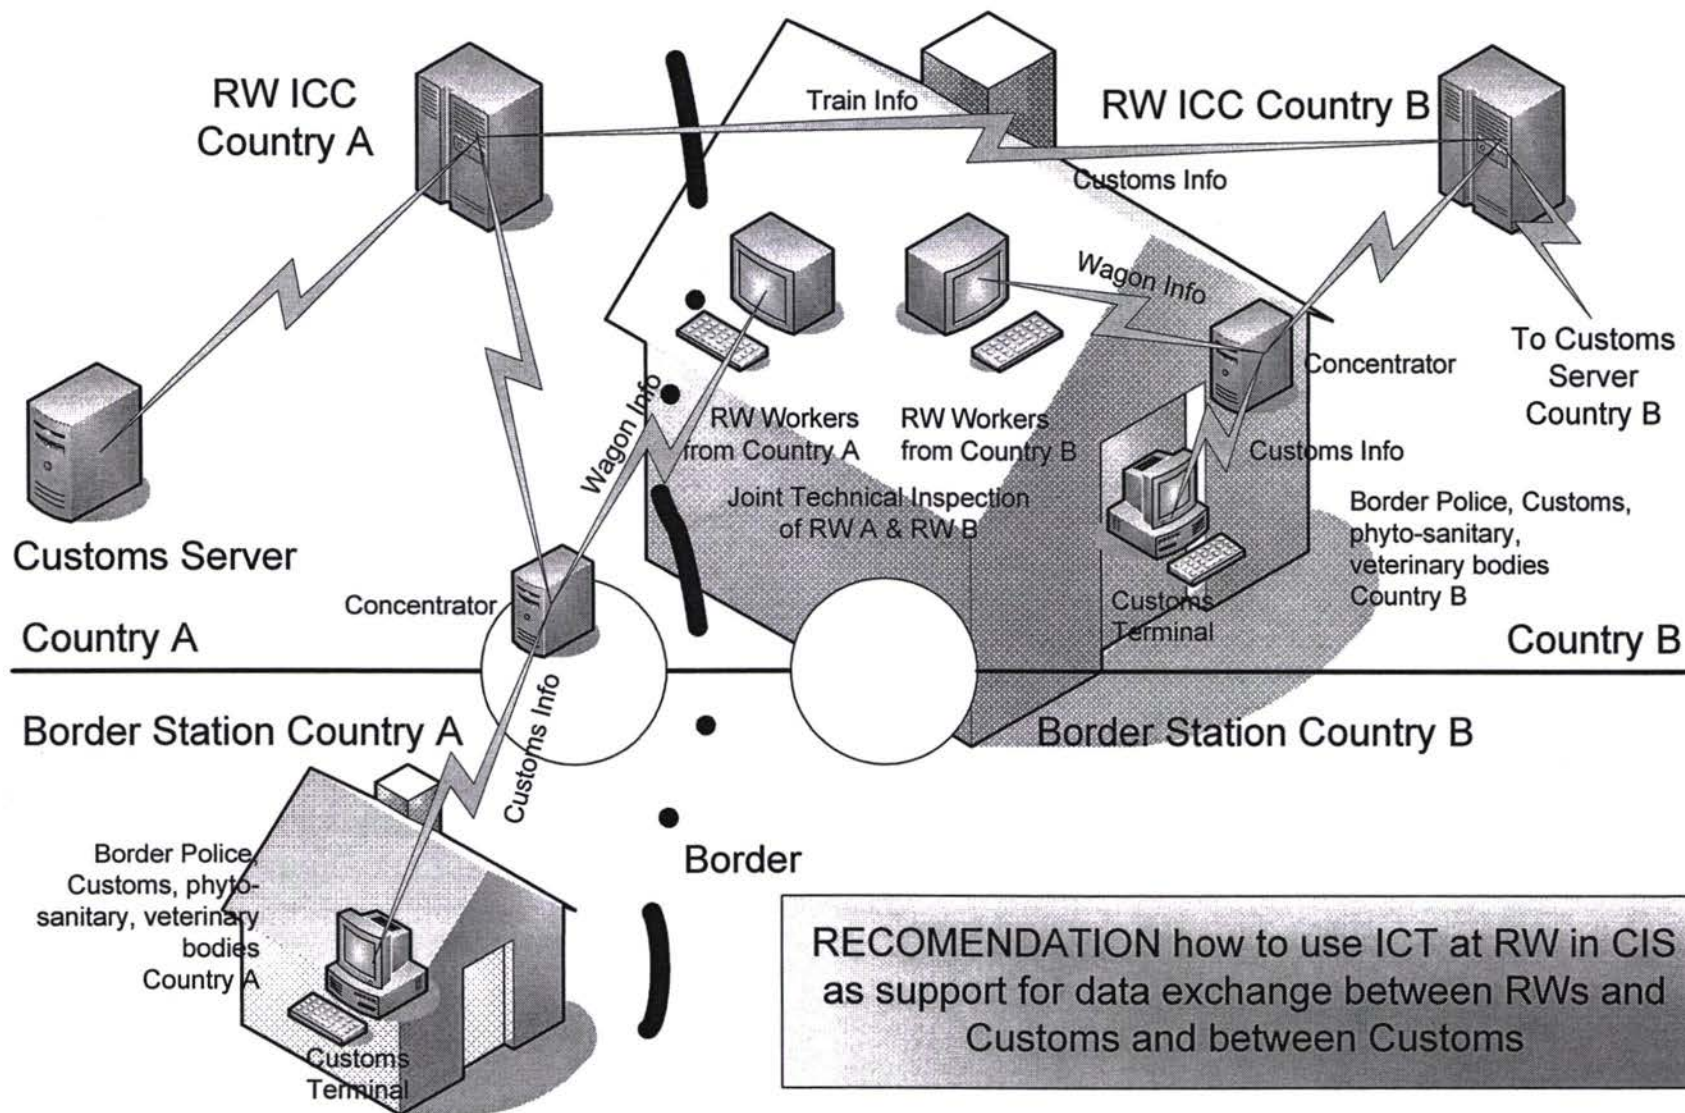 RW ICC
Country A
Train Info
RW ICC Country B
Customs Info
Wagon Info
To Customs
Server
Country B
Concentrator
Wagon Info
RW Workers
from Country A
RW Workers
from Country B
Customs Info
Joint Technical Inspection
of RW A & RW B
Border Police, Customs,
phyto-sanitary,
veterinary bodies
Country B
Customs Server
Concentrator
Customs
Terminal
Country A
Country B
Border Station Country A
Customs Info
Border Station Country B
Border Police,
Customs, phyto-
sanitary, veterinary
bodies
Country A
Border
Customs
Terminal
RECOMENDATION how to use ICT at RW in CIS
as support for data exchange between RWs and
Customs and between Customs